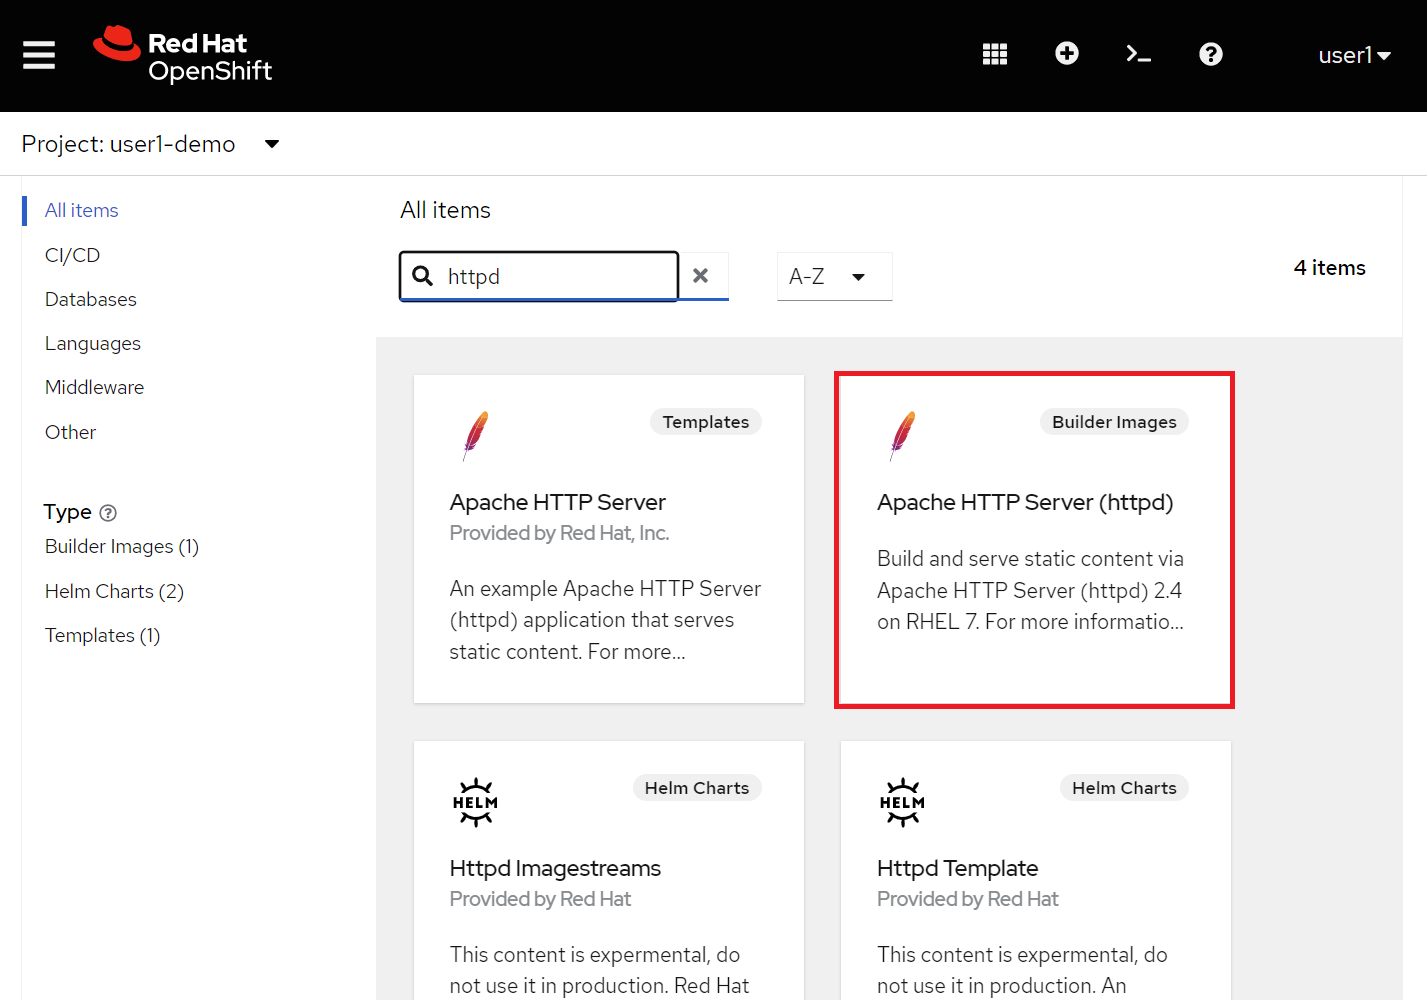 Red Hat
OpenShift
user1
Project: user1-demo
All items
CI/CD
Databases
Languages
Middleware
Other
Type
Builder Images (1)
Helm Charts (2)
Templates (1)
All items
httpd
A-Z
4 items
Templates
Apache HTTP Server
Provided by Red Hat, Inc.
An example Apache HTTP Server
(httpd) application that serves
static content. For more...
Builder Images
Apache HTTP Server (httpd)
Build and serve static content via
Apache HTTP Server (httpd) 2.4
on RHEL 7. For more informatio...
HELM
Helm Charts
Httpd Imagestreams
Provided by Red Hat
This content is expermental, do
not use it in production. Red Hat
HELM
Helm Charts
Httpd Template
Provided by Red Hat
This content is expermental, do
not use it in production. An